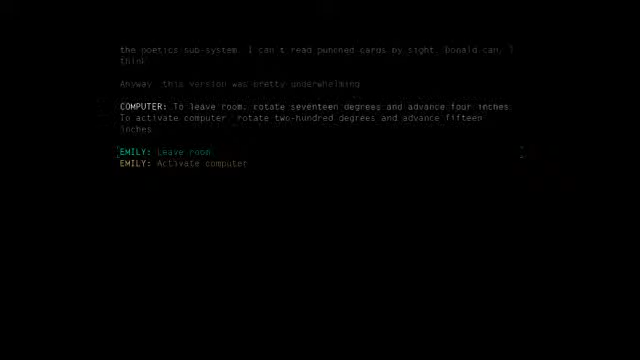 the poetics sub-system. I can't read punched cards by sight. Donald can, I
think
Anyway, this version was pretty underwhelming
COMPUTER: To leave room, rotate seventeen degrees and advance four inches
To activate computer, rotate two-hundred degrees and advance fifteen
inches
EMILY: Leave room
EMILY: Activate computer